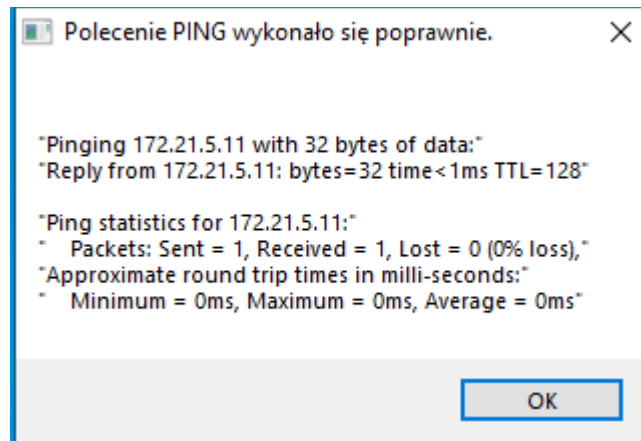 Polecenie PING wykonało się poprawnie.
"Pinging 172.21.5.11 with 32 bytes of data:"
"Reply from 172.21.5.11: bytes=32 time<1ms TTL=128"
"Ping statistics for 172.21.5.11:"
"    Packets: Sent = 1, Received = 1, Lost = 0 (0% loss),"
"Approximate round trip times in milli-seconds:"
"    Minimum = 0ms, Maximum = 0ms, Average = 0ms"
OK